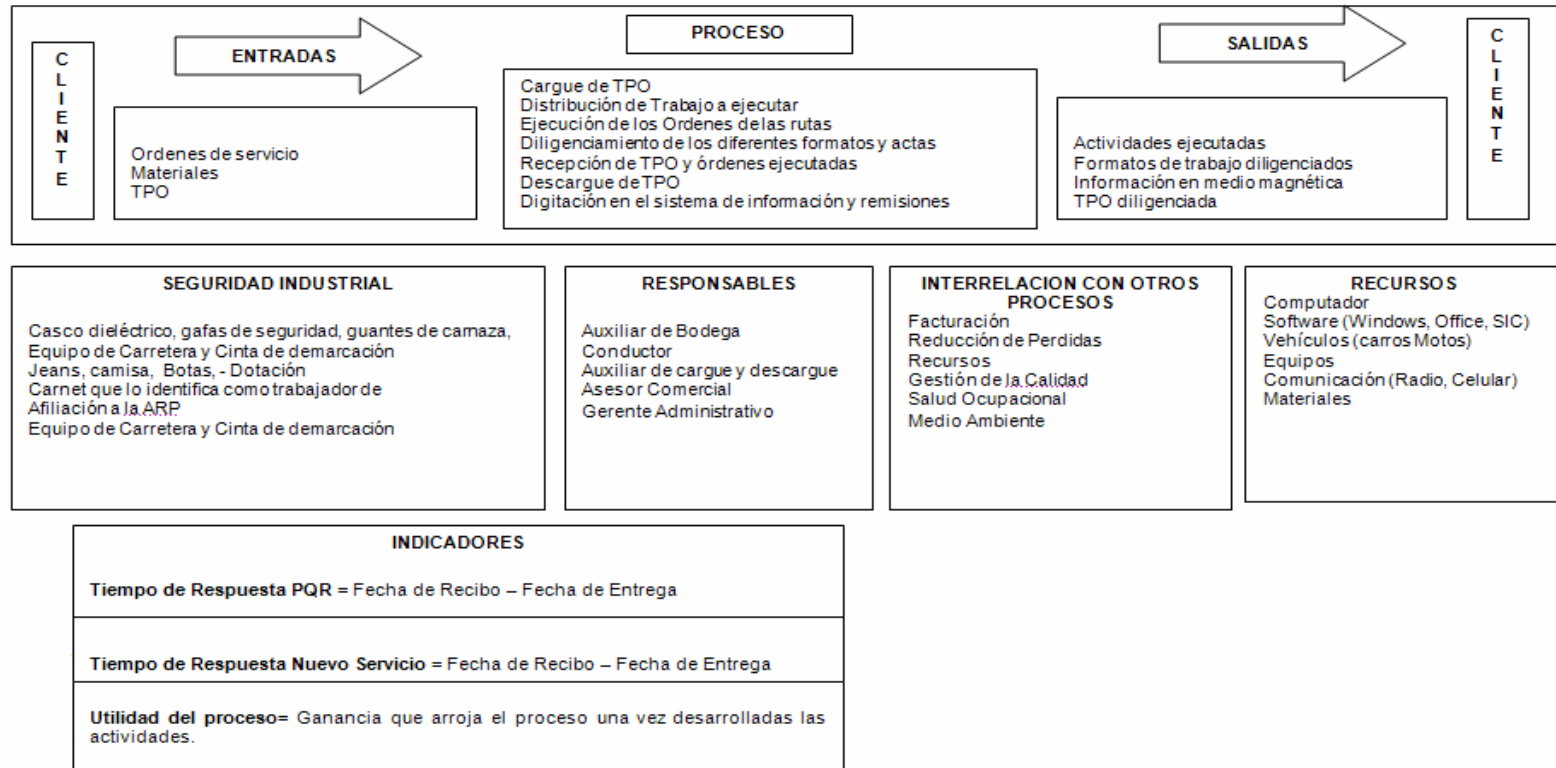 CLIENTE
ENTRADAS
Ordenes de servicio
Materiales
TPO
PROCESO
Cargue de TPO
Distribución de Trabajo a ejecutar
Ejecución de los Ordenes de las rutas
Diligenciamiento de los diferentes formatos y actas
Recepción de TPO y órdenes ejecutadas
Descargue de TPO
Digitación en el sistema de información y remisiones
SALIDAS
Actividades ejecutadas
Formatos de trabajo diligenciados
Información en medio magnética
TPO diligenciada
CLIENTE
SEGURIDAD INDUSTRIAL
Casco dieléctrico, gafas de seguridad, guantes de carnaza,
Equipo de Carretera y Cinta de demarcación
Jeans, camisa, Botas, - Dotación
Carnet que lo identifica como trabajador de
Afiliación a la ARP
Equipo de Carretera y Cinta de demarcación
RESPONSABLES
Auxiliar de Bodega
Conductor
Auxiliar de cargue y descargue
Asesor Comercial
Gerente Administrativo
INTERRELACION CON OTROS
PROCESOS
Facturación
Reducción de Perdidas
Recursos
Gestión de la Calidad
Salud Ocupacional
Medio Ambiente
RECURSOS
Computador
Software (Windows, Office, SIC)
Vehículos (carros Motos)
Equipos
Comunicación (Radio, Celular)
Materiales
INDICADORES
Tiempo de Respuesta PQR = Fecha de Recibo – Fecha de Entrega
Tiempo de Respuesta Nuevo Servicio = Fecha de Recibo – Fecha de Entrega
Utilidad del proceso= Ganancia que arroja el proceso una vez desarrolladas las
actividades.